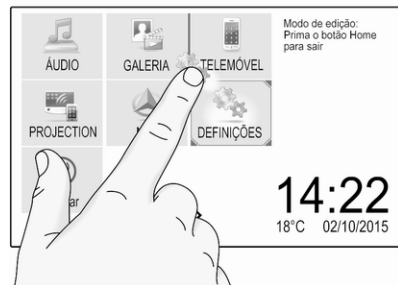 ÁUDIO
GALERIA
TELEMÓVEL
Modo de edição:
Prima o botão Home
para sair
PROJECTION
DEFINIÇÕES
14:22
18°C 02/10/2015